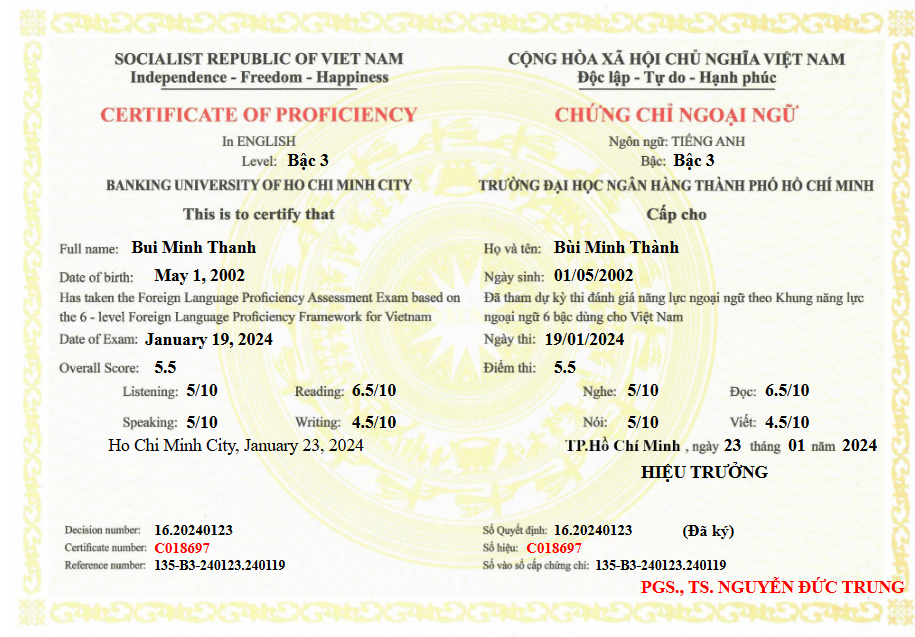 SOCIALIST REPUBLIC OF VIET NAM
Independence - Freedom - Happiness
CERTIFICATE OF PROFICIENCY
In ENGLISH
Level: Bậc 3
BANKING UNIVERSITY OF HO CHI MINH CITY
This is to certify that
Full name: Bui Minh Thanh
Date of birth: May 1, 2002
Has taken the Foreign Language Proficiency Assessment Exam based on
the 6 - level Foreign Language Proficiency Framework for Vietnam
Date of Exam: January 19, 2024
Overall Score: 5.5
Listening: 5/10 Reading: 6.5/10
Speaking: 5/10 Writing: 4.5/10
Ho Chi Minh City, January 23, 2024
Decision number: 16.20240123
Certificate number: C018697
Reference number: 135-B3-240123.240119
CỘNG HÒA XÃ HỘI CHỦ NGHĨA VIỆT NAM
Độc lập - Tự do - Hạnh phúc
CHỨNG CHỈ NGOẠI NGỮ
Ngôn ngữ: TIẾNG ANH
Bậc: Bậc 3
TRƯỜNG ĐẠI HỌC NGÂN HÀNG THÀNH PHỐ HỒ CHÍ MINH
Cấp cho
Họ và tên: Bùi Minh Thành
Ngày sinh: 01/05/2002
Đã tham dự kỳ thi đánh giá năng lực ngoại ngữ theo Khung năng lực
ngoại ngữ 6 bậc dùng cho Việt Nam
Ngày thi: 19/01/2024
Điểm thi: 5.5
Nghe: 5/10 Đọc: 6.5/10
Nói: 5/10 Viết: 4.5/10
TP.Hồ Chí Minh , ngày 23 tháng 01 năm 2024
HIỆU TRƯỞNG
Số Quyết định: 16.20240123 (Đã ký)
Số hiệu: C018697
Số vào sổ cấp chứng chỉ: 135-B3-240123.240119
PGS., TS. NGUYỄN ĐỨC TRUNG